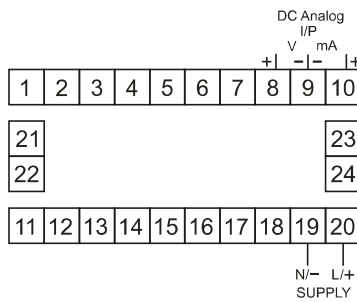 DC Analog
I/P
V mA
+ − − +
1 2 3 4 5 6 7 8 9 10
21 23
22 24
11 12 13 14 15 16 17 18 19 20
N/− L/+
SUPPLY